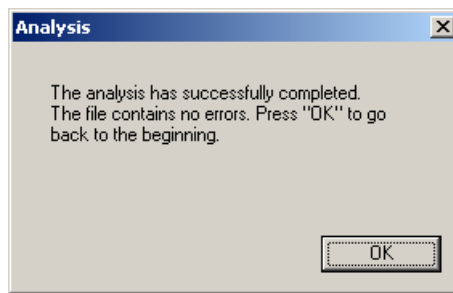 Analysis
The analysis has successfully completed.
The file contains no errors. Press "OK" to go
back to the beginning.
OK